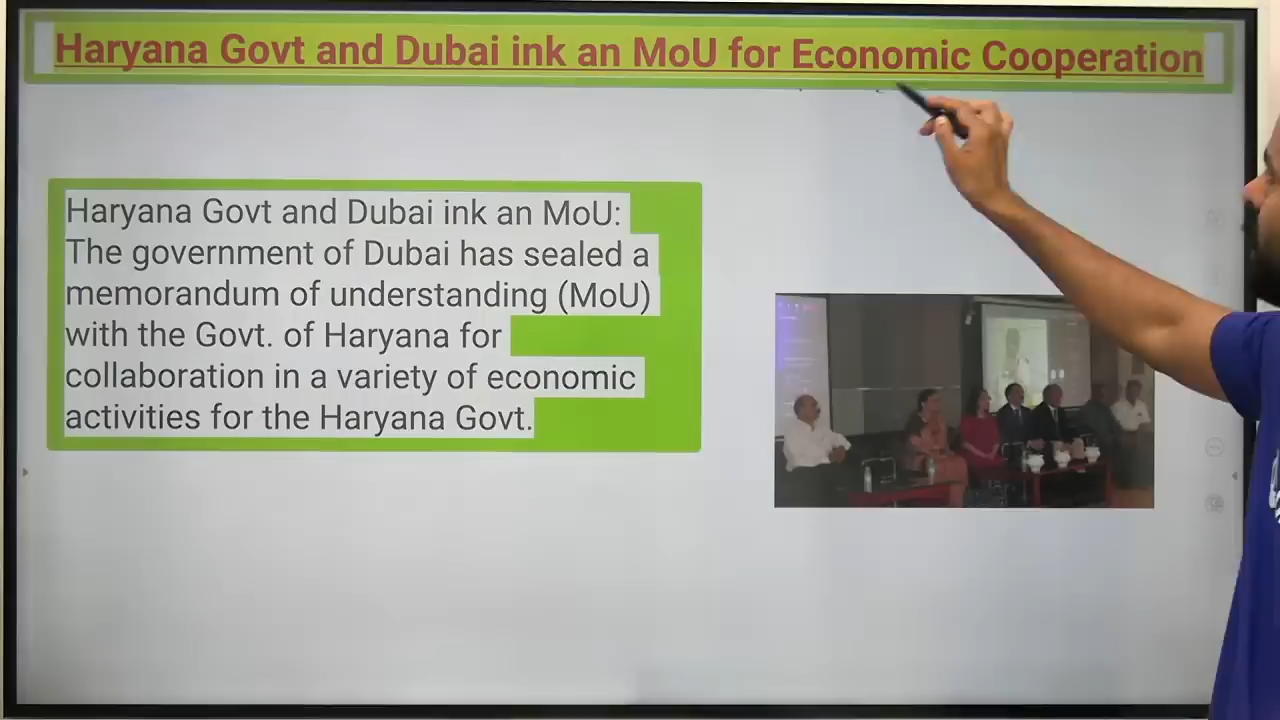 Haryana Govt and Dubai ink an MoU for Economic Cooperation
Haryana Govt and Dubai ink an MoU:
The government of Dubai has sealed a
memorandum of understanding (MoU)
with the Govt. of Haryana for
collaboration in a variety of economic
activities for the Haryana Govt.